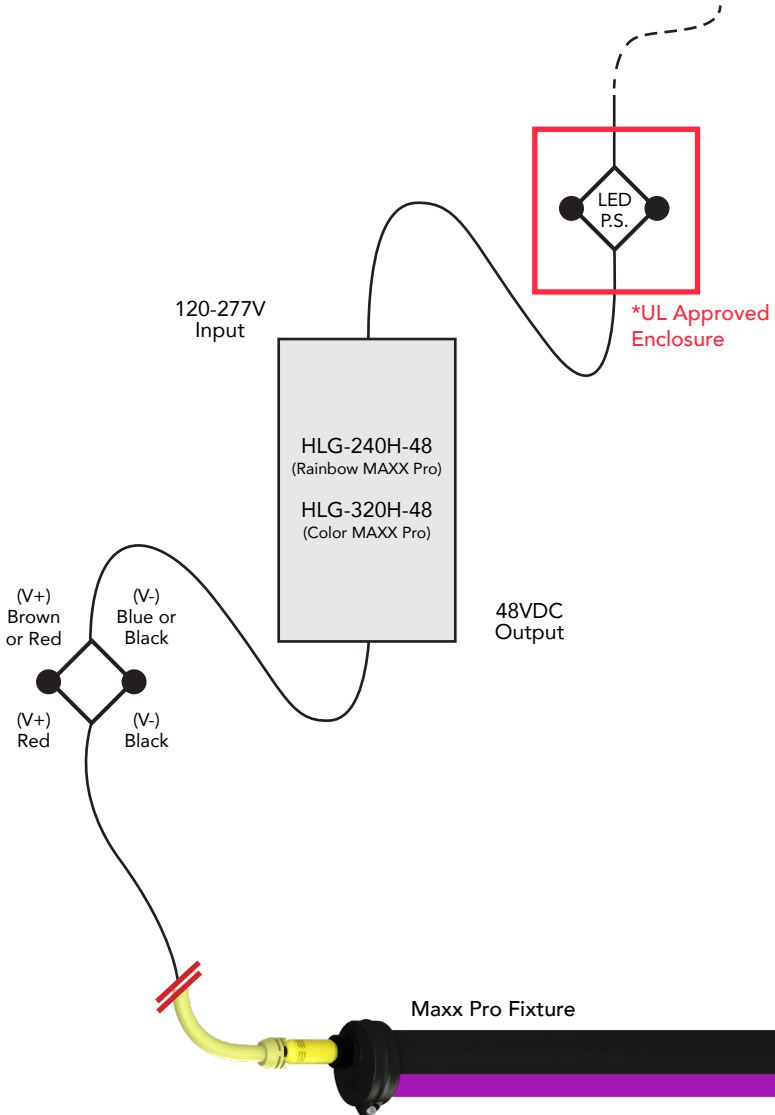 LED
P.S.
*UL Approved
Enclosure
120-277V
Input
HLG-240H-48
(Rainbow MAXX Pro)
HLG-320H-48
(Color MAXX Pro)
48VDC
Output
(V+)
Brown
or Red
(V-)
Blue or
Black
(V+)
Red
(V-)
Black
Maxx Pro Fixture